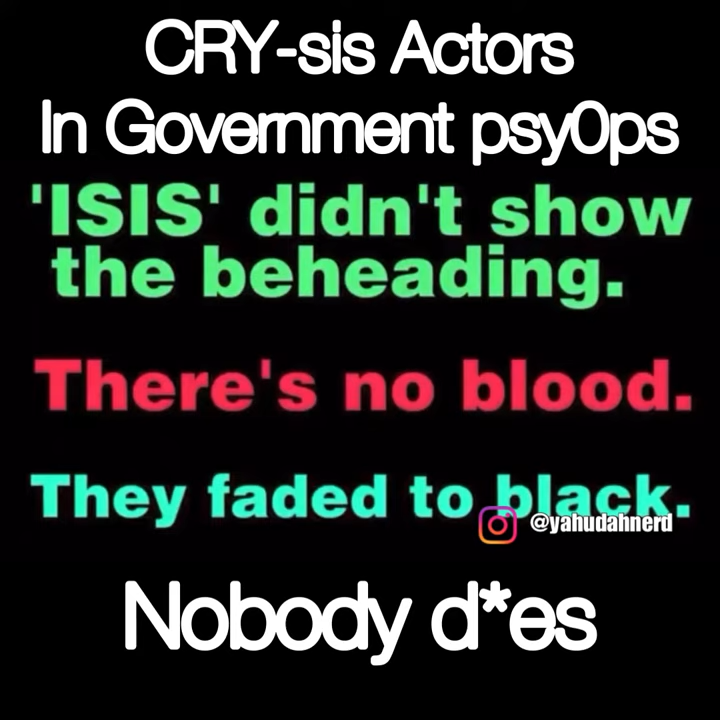 CRY-sis Actors
In Government psyOps
'ISIS' didn't show
the beheading.
There's no blood.
They faded to black.
@yahudahnerd
Nobody d*es